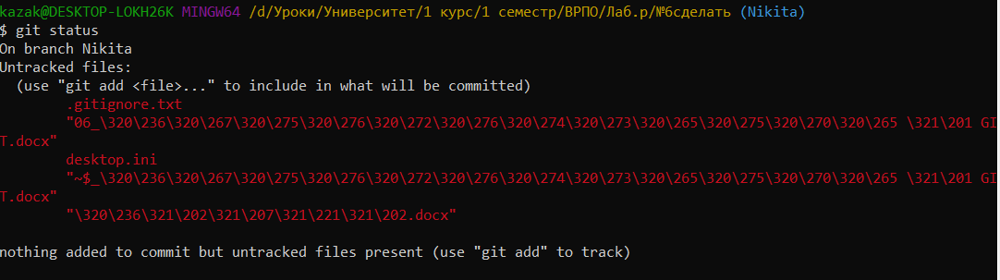 kazak@DESKTOP-LOKH26K MINGW64 /d/Уроки/Университет/1 курс/1 семестр/ВРПО/Лаб.р/№6сделать (Nikita)
$ git status
On branch Nikita
Untracked files:
  (use "git add <file>..." to include in what will be committed)
        .gitignore.txt
        "06_\320\236\320\267\320\275\320\276\320\272\320\276\320\274\320\273\320\265\320\275\320\270\320\265 \321\201 GI
T.docx"
        desktop.ini
        "~$_\320\236\320\267\320\275\320\276\320\272\320\276\320\274\320\273\320\265\320\275\320\270\320\265 \321\201 GI
T.docx"
        "\320\236\321\202\321\207\321\221\321\202.docx"
nothing added to commit but untracked files present (use "git add" to track)